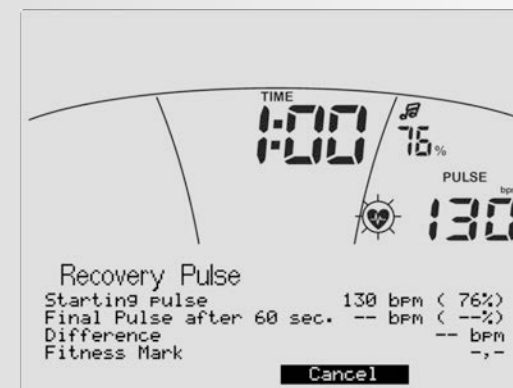 TIME
1:00
76%
PULSE
bpm
130
Recovery Pulse
Starting pulse 130 bpm ( 76%)
Final Pulse after 60 sec. -- bpm ( --%)
Difference -- bpm
Fitness Mark -,-
Cancel